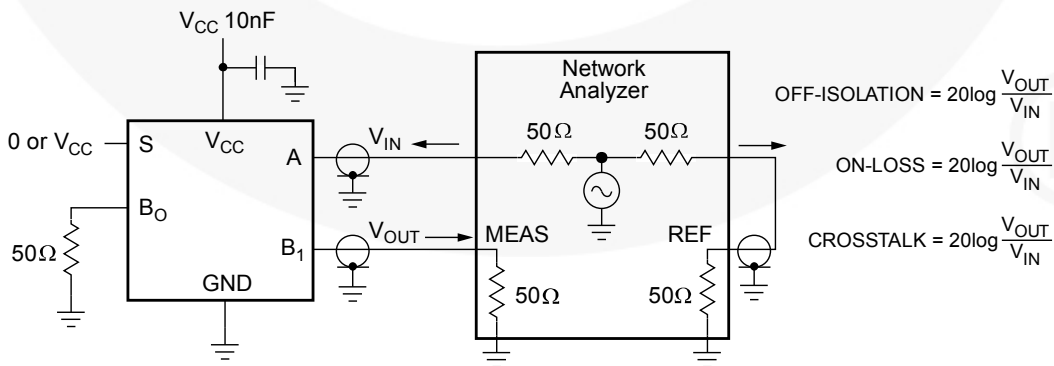 V_CC 10nF
Network
Analyzer
OFF-ISOLATION = 20log V_OUT / V_IN
50Ω 50Ω
0 or V_CC S V_CC A V_IN
ON-LOSS = 20log V_OUT / V_IN
B_O
50Ω
B_1 V_OUT MEAS REF
CROSSTALK = 20log V_OUT / V_IN
GND
50Ω 50Ω